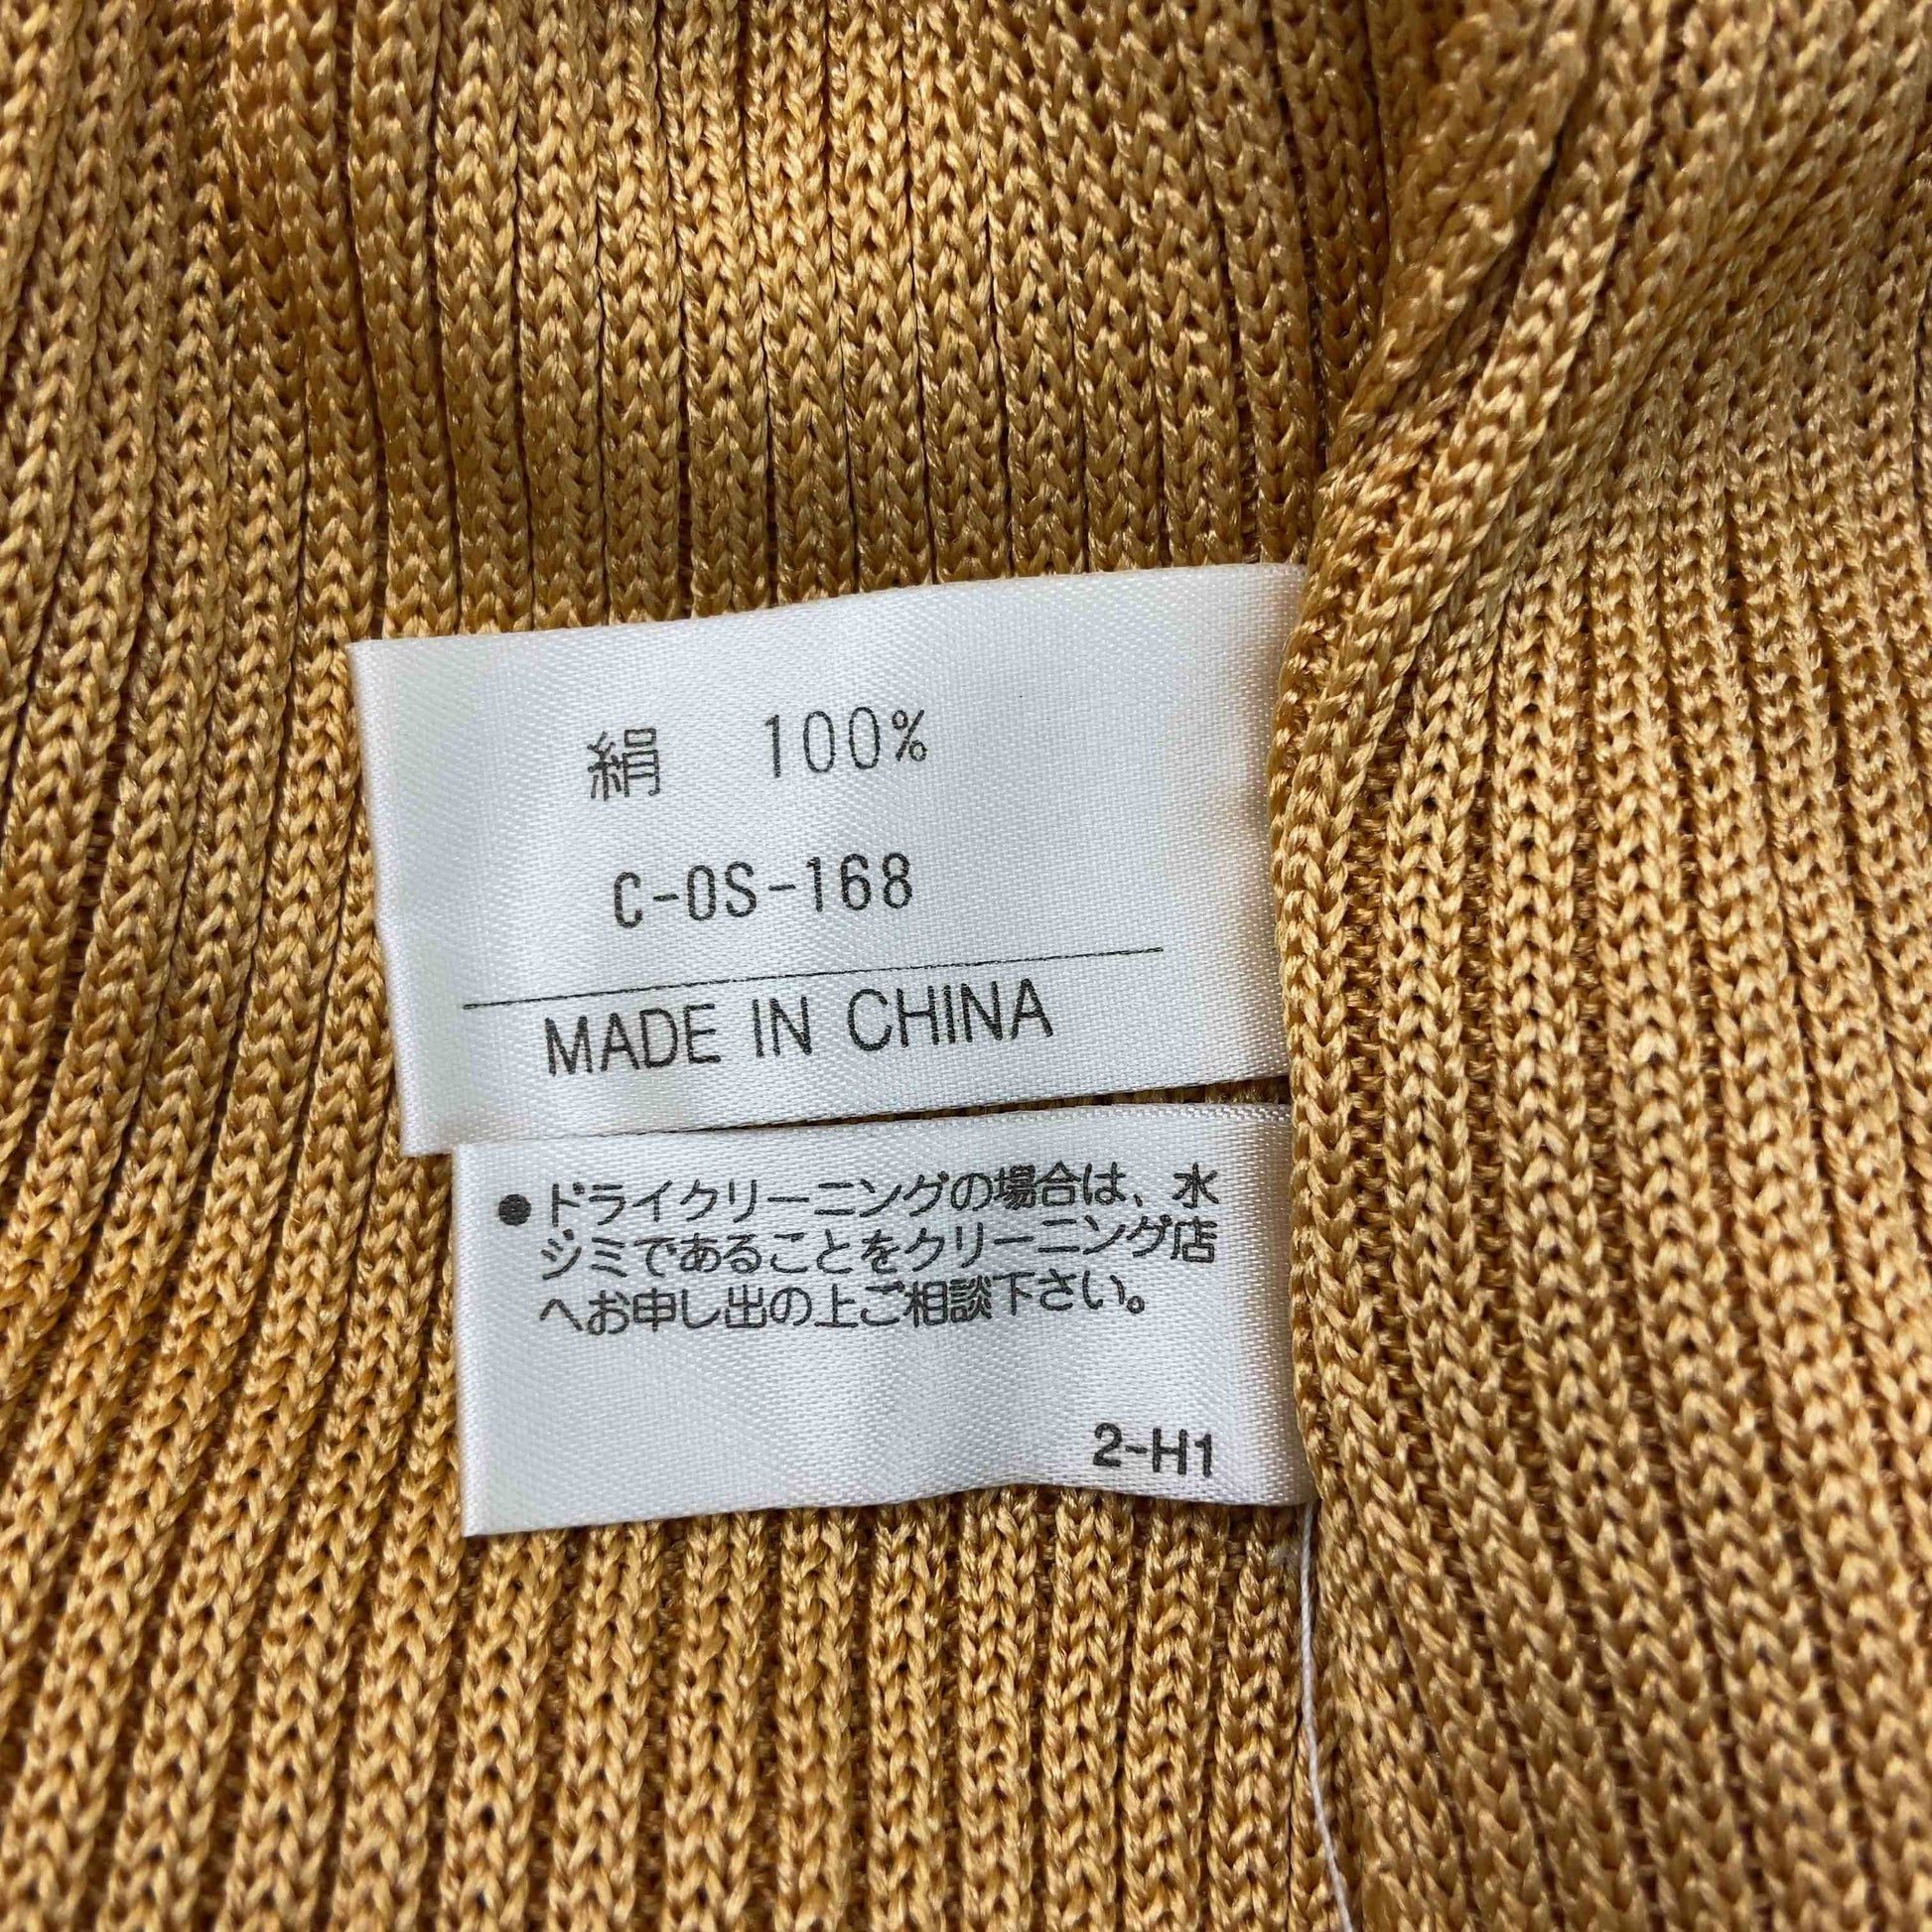 絹 100%
C-OS-168
MADE IN CHINA
●ドライクリーニングの場合は、水
ジミであることをクリーニング店
へお申し出の上ご相談下さい。
2-H1